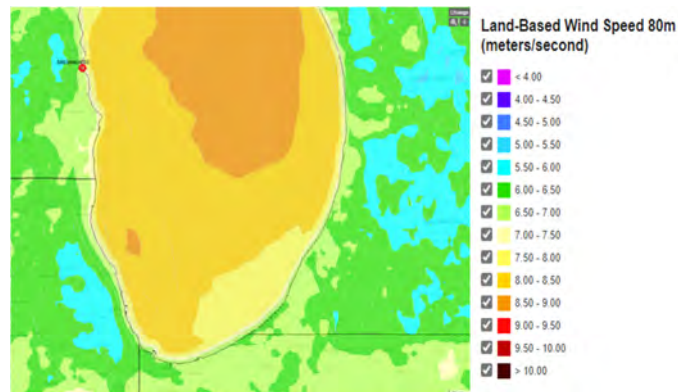 Change
Land-Based Wind Speed 80m
(meters/second)
< 4.00
4.00 - 4.50
4.50 - 5.00
5.00 - 5.50
5.50 - 6.00
6.00 - 6.50
6.50 - 7.00
7.00 - 7.50
7.50 - 8.00
8.00 - 8.50
8.50 - 9.00
9.00 - 9.50
9.50 - 10.00
> 10.00